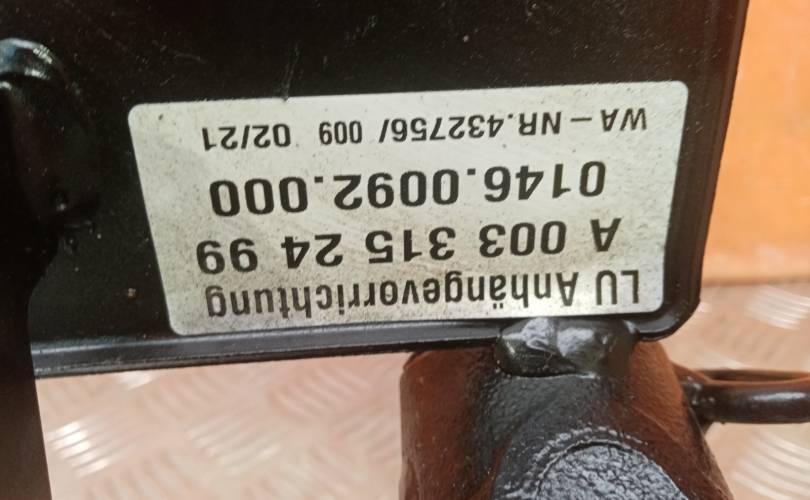 LU Anhängevorrichtung
A 003 315 24 99
0146.0092.000
WA-NR.432756/ 009 02/21